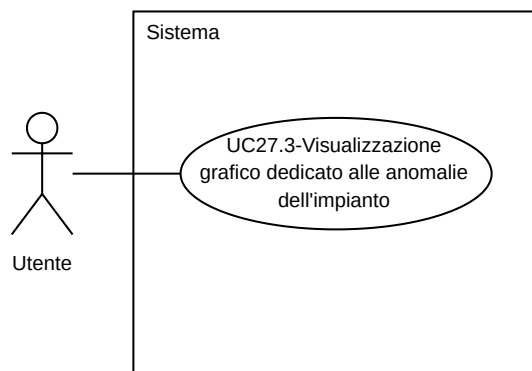 Sistema
UC27.3-Visualizzazione
grafico dedicato alle anomalie
dell'impianto
Utente